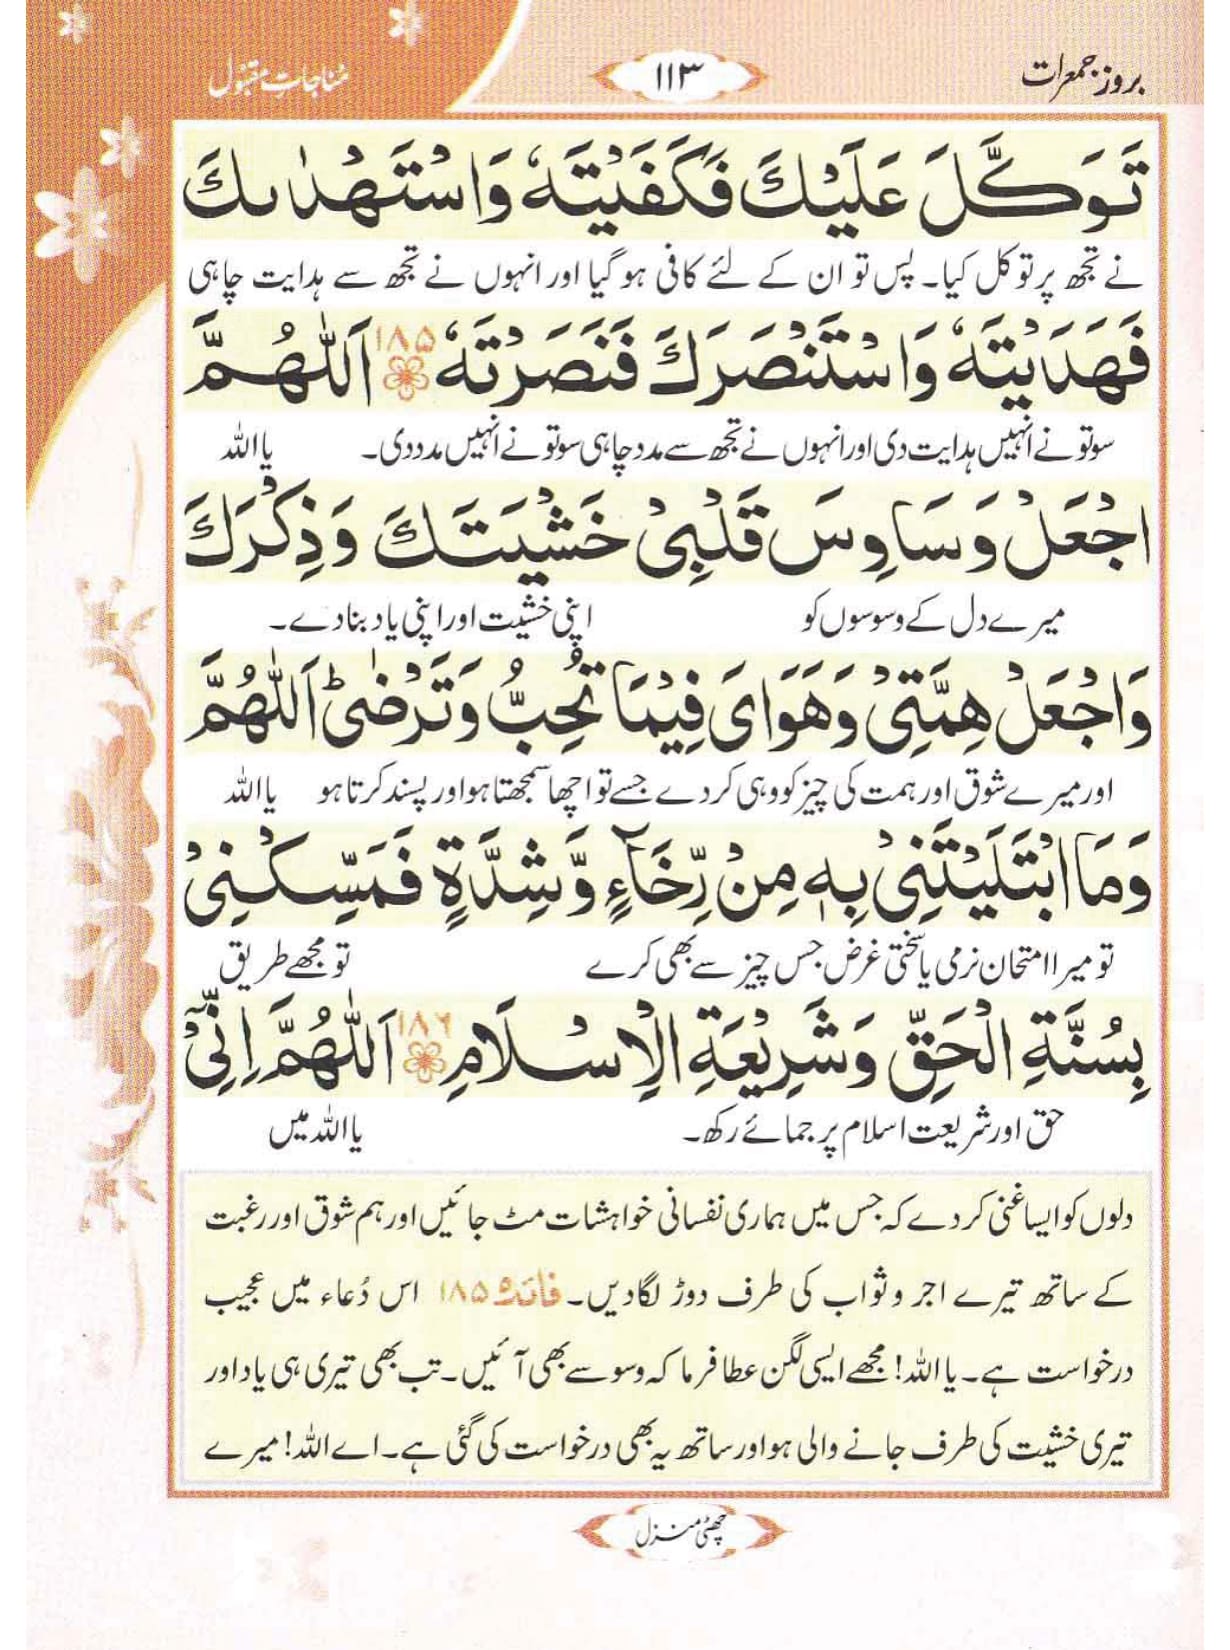 بروز جمعرات
۱۱۳
مُناجاتِ مقبُول
تَوَكَّلَ عَلَيْكَ فَكَفَيْتَهٗ وَاسْتَهْدٰىكَ
نے تجھ پر توکل کیا۔ پس تو ان کے لئے کافی ہو گیا اور انہوں نے تجھ سے ہدایت چاہی
فَهَدَيْتَهٗ وَاسْتَنْصَرَكَ فَنَصَرْتَهٗ ۱۸۵ اَللّٰهُمَّ
سو تو نے انہیں ہدایت دی اور انہوں نے تجھ سے مدد چاہی سو تو نے انہیں مدد دی۔ یا اللہ
اجْعَلْ وَسَاوِسَ قَلْبِيْ خَشْيَتَكَ وَذِكْرَكَ
میرے دل کے وسوسوں کو اپنی خشیت اور اپنی یاد بنا دے۔
وَاجْعَلْ هِمَّتِيْ وَهَوَاىَ فِيْمَا تُحِبُّ وَتَرْضٰىؕ اَللّٰهُمَّ
اور میرے شوق اور ہمت کی چیز کو وہی کر دے جسے تو اچھا سمجھتا ہو اور پسند کرتا ہو یا اللہ
وَمَا ابْتَلَيْتَنِيْ بِهٖ مِنْ رِّخَآءٍ وَّشِدَّةٍ فَمَسِّكْنِيْ
تو میرا امتحان نرمی یا سختی غرض جس چیز سے بھی کرے تو مجھے طریق
بِسُنَّةِ الْحَقِّ وَشَرِيْعَةِ الْاِسْلَامِ ۱۸۶ اَللّٰهُمَّ اِنِّيْٓ
حق اور شریعت اسلام پر جمائے رکھ۔ یا اللہ میں
دلوں کو ایسا غنی کر دے کہ جس میں ہماری نفسانی خواہشات مٹ جائیں اور ہم شوق اور رغبت
کے ساتھ تیرے اجر و ثواب کی طرف دوڑ لگا دیں۔ فائدہ ۱۸۵ اس دُعاء میں عجیب
درخواست ہے۔ یا اللہ! مجھے ایسی لگن عطا فرما کہ وسوسے بھی آئیں۔ تب بھی تیری ہی یاد اور
تیری خشیت کی طرف جانے والی ہو اور ساتھ یہ بھی درخواست کی گئی ہے۔ اے اللہ! میرے
چھٹی منزل